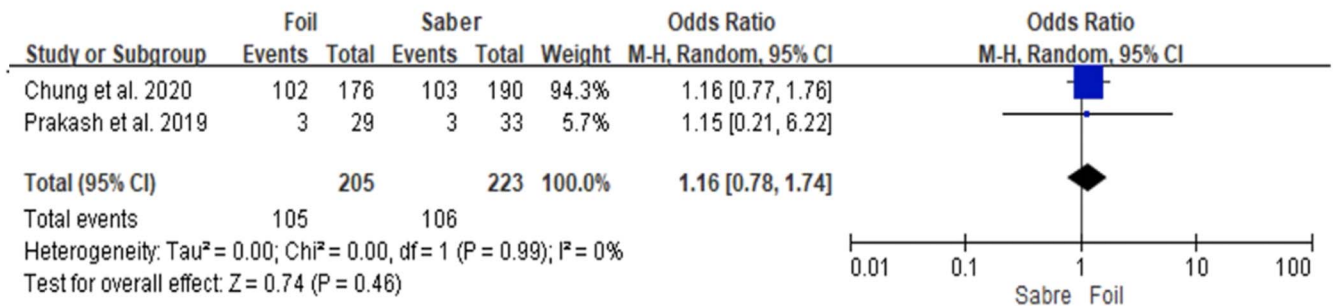 Foil Saber Odds Ratio Odds Ratio
Study or Subgroup Events Total Events Total Weight M-H, Random, 95% CI M-H, Random, 95% CI
Chung et al. 2020 102 176 103 190 94.3% 1.16 [0.77, 1.76]
Prakash et al. 2019 3 29 3 33 5.7% 1.15 [0.21, 6.22]
Total (95% CI) 205 223 100.0% 1.16 [0.78, 1.74]
Total events 105 106
Heterogeneity: Tau² = 0.00; Chi² = 0.00, df = 1 (P = 0.99); I² = 0%
Test for overall effect: Z = 0.74 (P = 0.46)
0.01 0.1 1 10 100
Sabre Foil